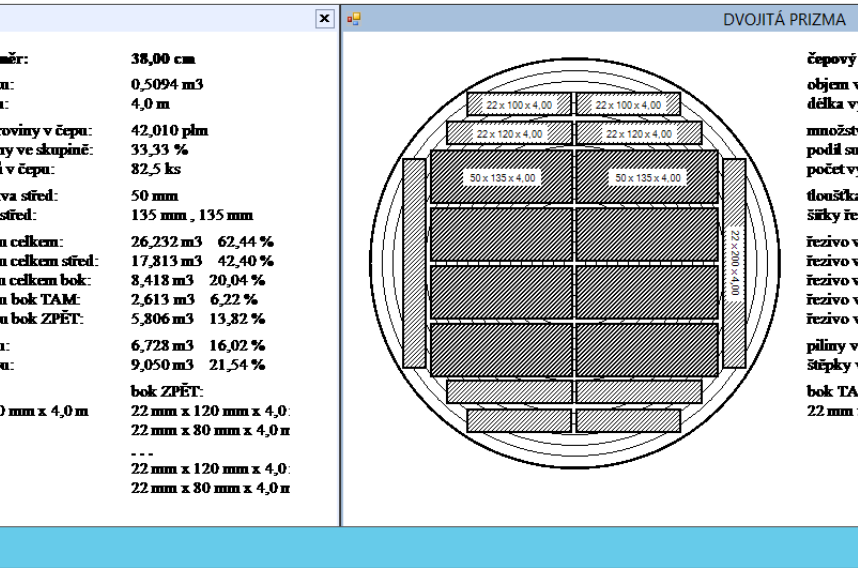 DVOJITÁ PRIZMA
měr: 38,00 cm
0,5094 m3
4,0 m
roviny v čepu: 42,010 plm
ny ve skupině: 33,33 %
ů v čepu: 82,5 ks
va střed: 50 mm
střed: 135 mm , 135 mm
m celkem: 26,232 m3 62,44 %
m celkem střed: 17,813 m3 42,40 %
m celkem bok: 8,418 m3 20,04 %
u bok TAM: 2,613 m3 6,22 %
u bok ZPĚT: 5,806 m3 13,82 %
u: 6,728 m3 16,02 %
pu: 9,050 m3 21,54 %
bok ZPĚT:
0 mm x 4,0 m 22 mm x 120 mm x 4,0
22 mm x 80 mm x 4,0 m
- - -
22 mm x 120 mm x 4,0
22 mm x 80 mm x 4,0 m
22 x 100 x 4,00 22 x 100 x 4,00
22 x 120 x 4,00 22 x 120 x 4,00
50 x 135 x 4,00 50 x 135 x 4,00
22 x 200 x 4,00
čepový
objem v
délka vý
množstv
podíl su
počet vý
tloušťka
šířky ře
řezivo v
řezivo v
řezivo v
řezivo v
řezivo v
piliny v
štěpky v
bok TA
22 mm